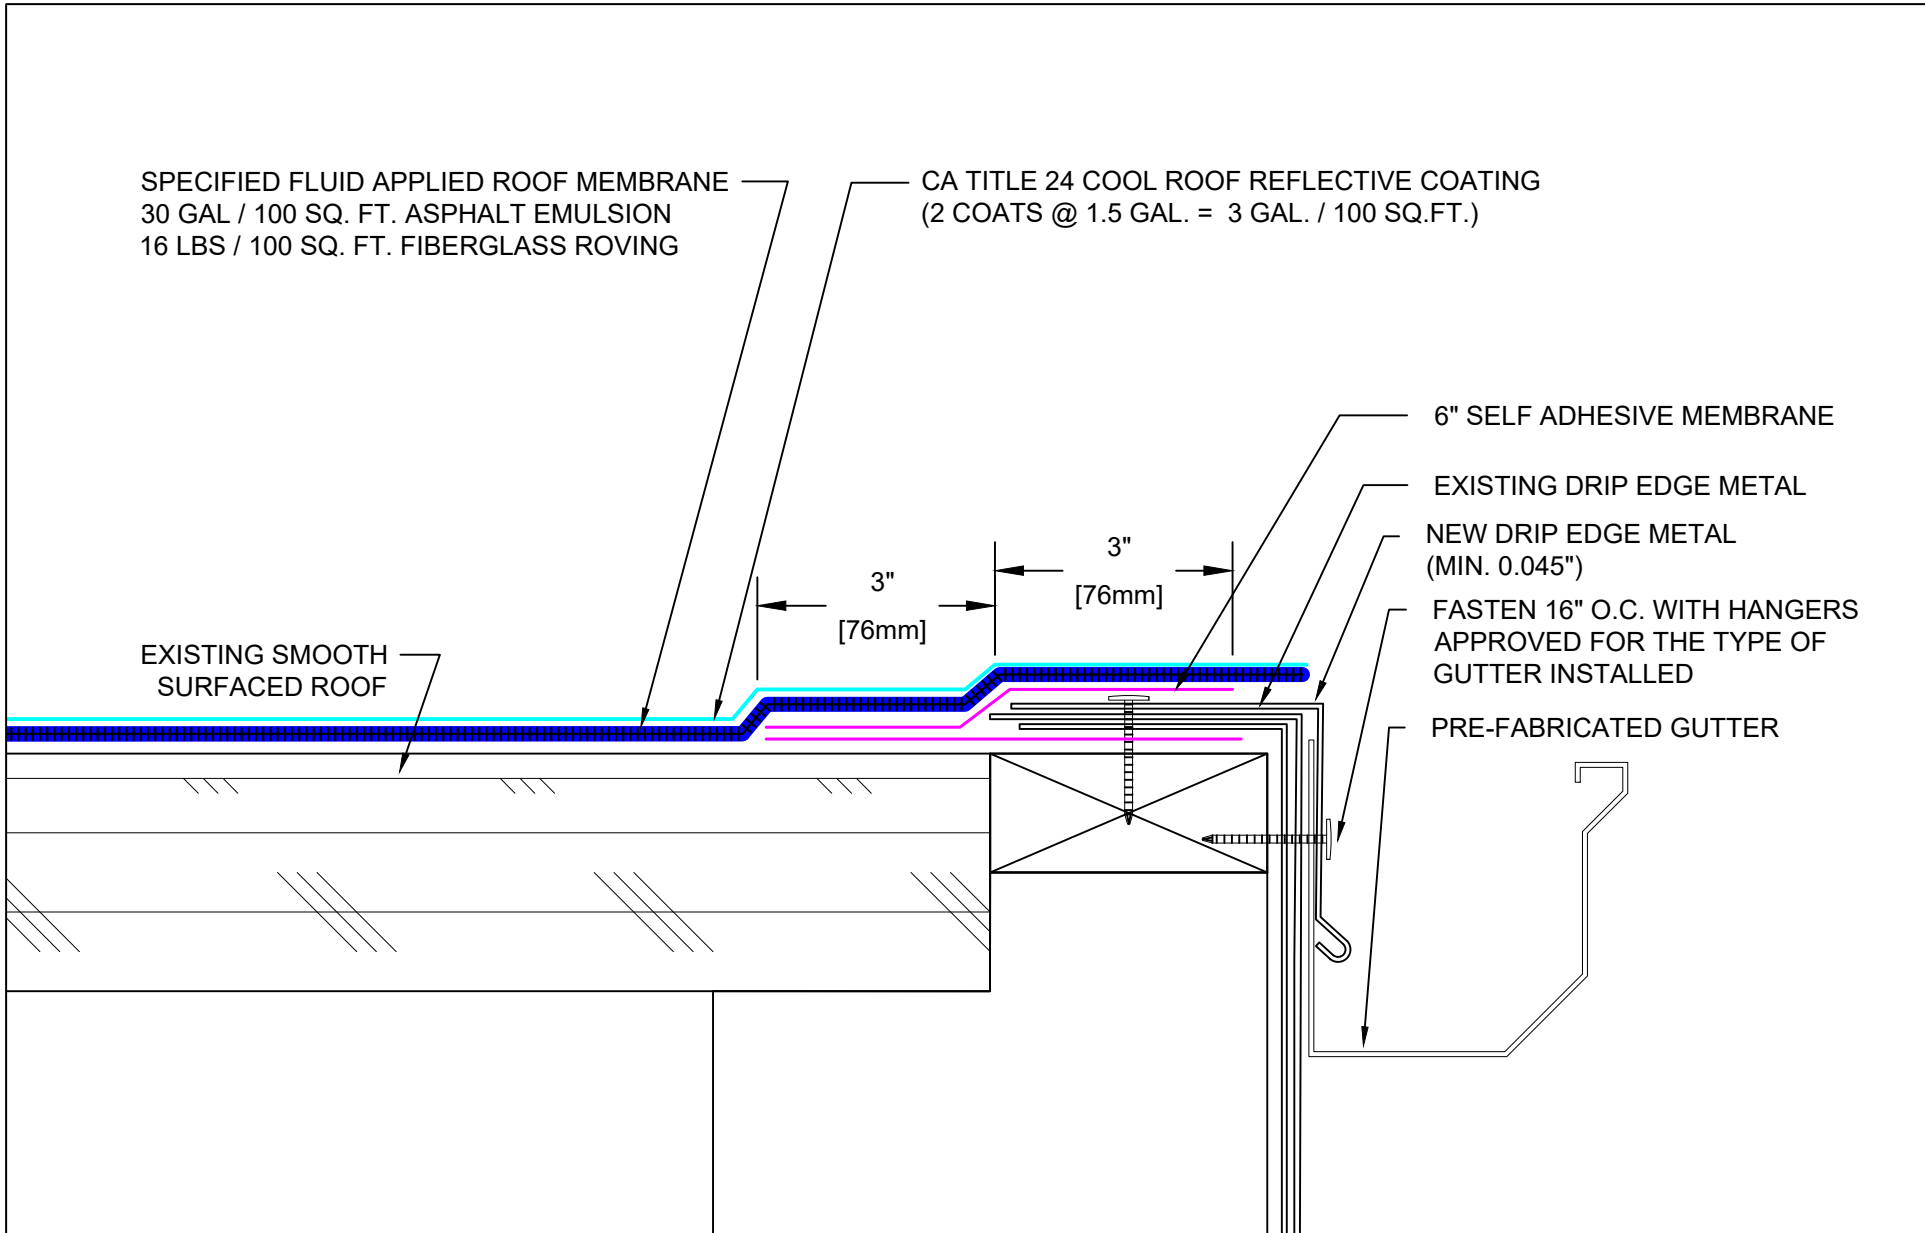 SPECIFIED FLUID APPLIED ROOF MEMBRANE
30 GAL / 100 SQ. FT. ASPHALT EMULSION
16 LBS / 100 SQ. FT. FIBERGLASS ROVING
CA TITLE 24 COOL ROOF REFLECTIVE COATING
(2 COATS @ 1.5 GAL. = 3 GAL. / 100 SQ.FT.)
6" SELF ADHESIVE MEMBRANE
EXISTING DRIP EDGE METAL
NEW DRIP EDGE METAL
(MIN. 0.045")
FASTEN 16" O.C. WITH HANGERS
APPROVED FOR THE TYPE OF
GUTTER INSTALLED
PRE-FABRICATED GUTTER
3"
[76mm]
3"
[76mm]
EXISTING SMOOTH
SURFACED ROOF